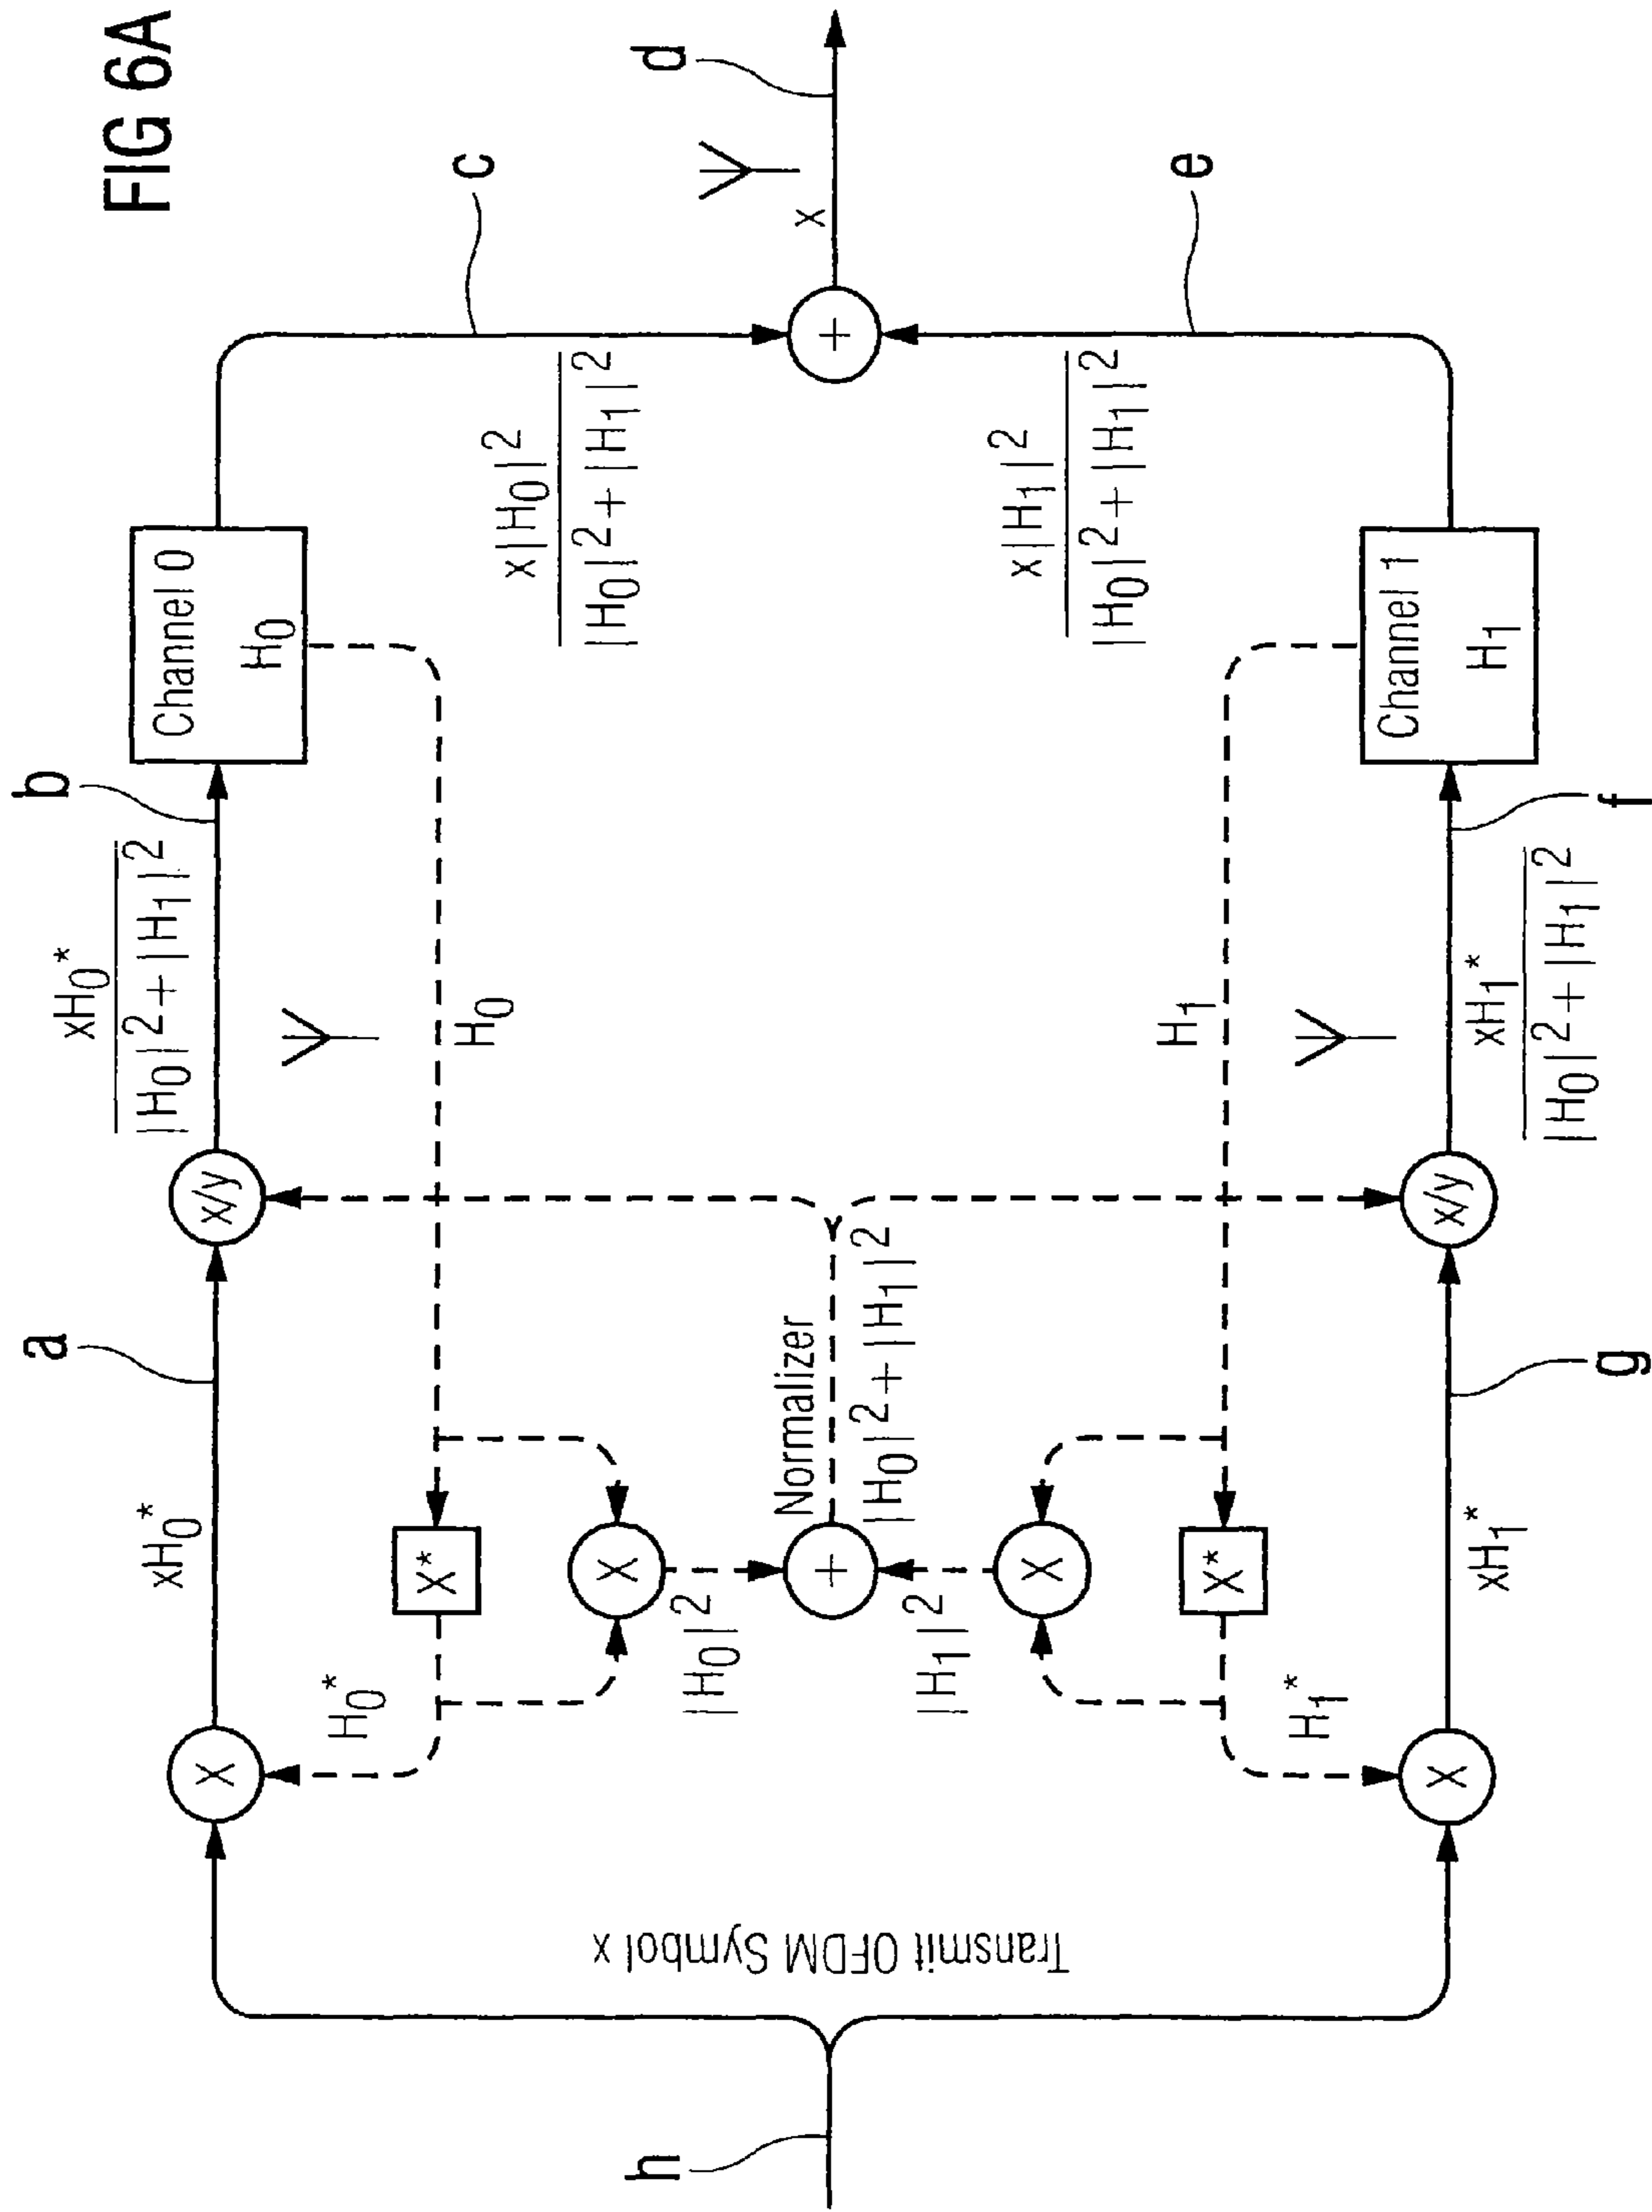 FIG 6A
h
Transmit OFDM Symbol x
X
xH₀*
a
x/y
xH₀*
|H₀|²+|H₁|²
b
Channel 0
H₀
c
x|H₀|²
|H₀|²+|H₁|²
H₀
H₀*
X*
X
|H₀|²
+
Normalizer
|H₀|²+|H₁|²
+
x
d
|H₁|²
X
X*
H₁*
H₁
x|H₁|²
|H₀|²+|H₁|²
e
X
xH₁*
g
x/y
xH₁*
|H₀|²+|H₁|²
f
Channel 1
H₁